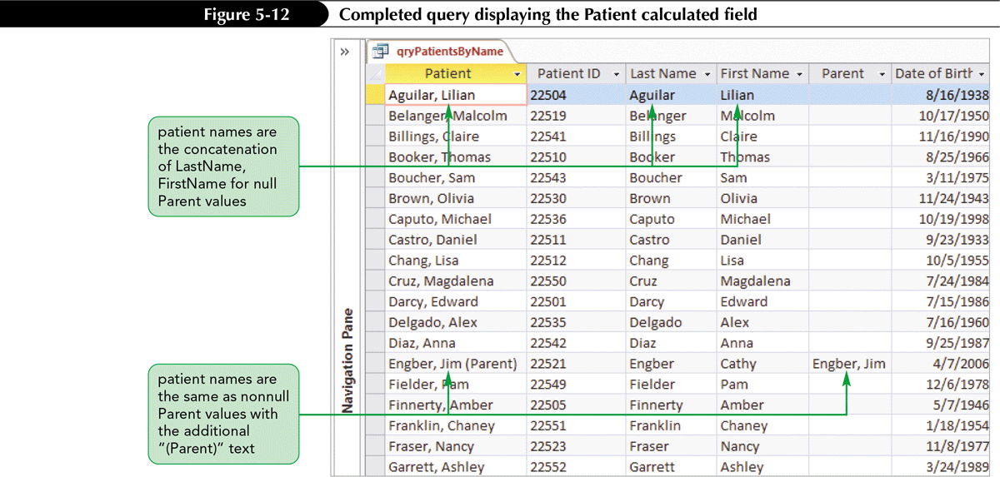 Figure 5-12 Completed query displaying the Patient calculated field
» qryPatientsByName
Patient Patient ID Last Name First Name Parent Date of Birth
Aguilar, Lilian 22504 Aguilar Lilian 8/16/1938
Belanger, Malcolm 22519 Belanger Malcolm 10/17/1950
Billings, Claire 22541 Billings Claire 11/16/1990
Booker, Thomas 22510 Booker Thomas 8/25/1966
Boucher, Sam 22543 Boucher Sam 3/11/1975
Brown, Olivia 22530 Brown Olivia 11/24/1943
Caputo, Michael 22536 Caputo Michael 10/19/1998
Castro, Daniel 22511 Castro Daniel 9/23/1933
Chang, Lisa 22512 Chang Lisa 10/5/1955
Cruz, Magdalena 22550 Cruz Magdalena 7/24/1984
Darcy, Edward 22501 Darcy Edward 7/15/1986
Delgado, Alex 22535 Delgado Alex 7/16/1960
Diaz, Anna 22542 Diaz Anna 9/25/1987
Engber, Jim (Parent) 22521 Engber Cathy Engber, Jim 4/7/2006
Fielder, Pam 22549 Fielder Pam 12/6/1978
Finnerty, Amber 22505 Finnerty Amber 5/7/1946
Franklin, Chaney 22551 Franklin Chaney 1/18/1954
Fraser, Nancy 22523 Fraser Nancy 11/8/1977
Garrett, Ashley 22552 Garrett Ashley 3/24/1989
Navigation Pane
patient names are
the concatenation
of LastName,
FirstName for null
Parent values
patient names are
the same as nonnull
Parent values with
the additional
“(Parent)” text